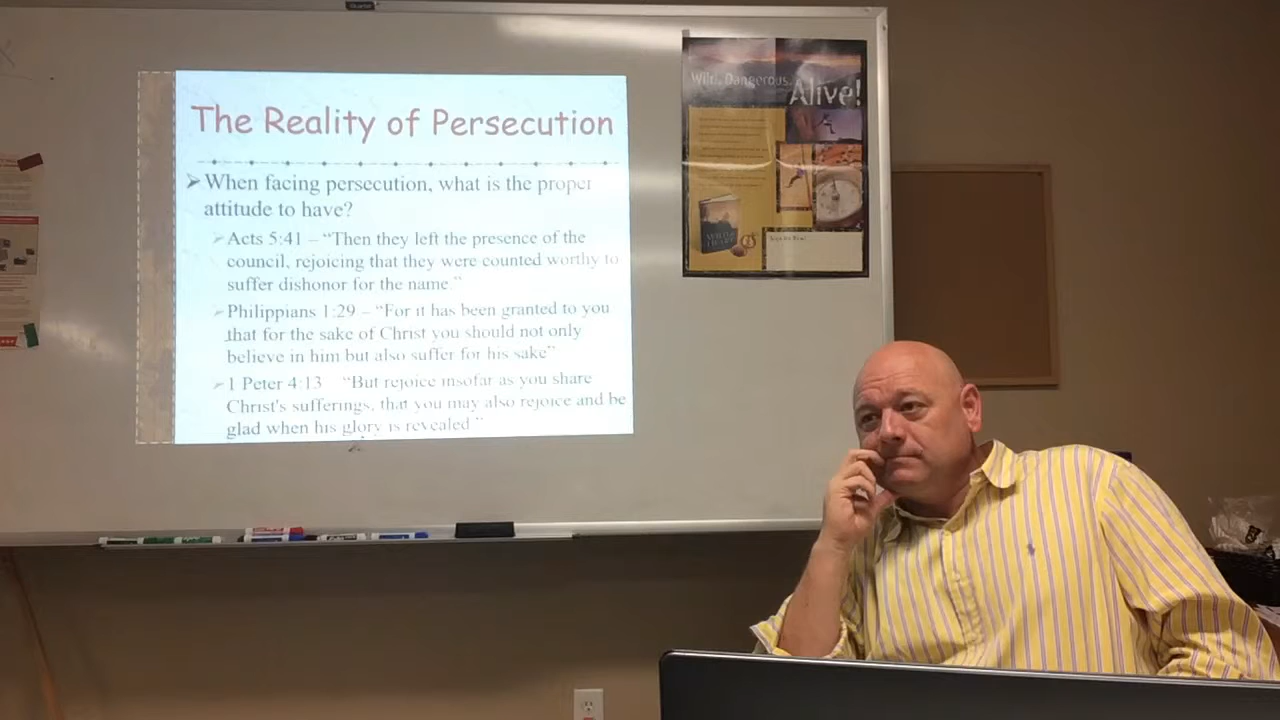 The Reality of Persecution
When facing persecution, what is the proper
attitude to have?
Acts 5:41 – “Then they left the presence of the
council, rejoicing that they were counted worthy to
suffer dishonor for the name.”
Philippians 1:29 – “For it has been granted to you
that for the sake of Christ you should not only
believe in him but also suffer for his sake”
1 Peter 4:13 “But rejoice insofar as you share
Christ's sufferings, that you may also rejoice and be
glad when his glory is revealed”
Wild, Dangerous,
Alive!
WILD
HEART